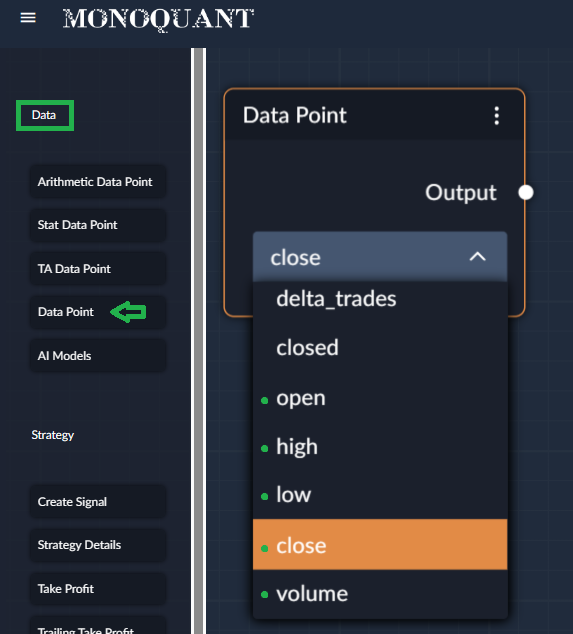 MONOQUANT
Data
Arithmetic Data Point
Stat Data Point
TA Data Point
Data Point
AI Models
Strategy
Create Signal
Strategy Details
Take Profit
Trailing Take Profit
Data Point
Output
close
delta_trades
closed
open
high
low
close
volume